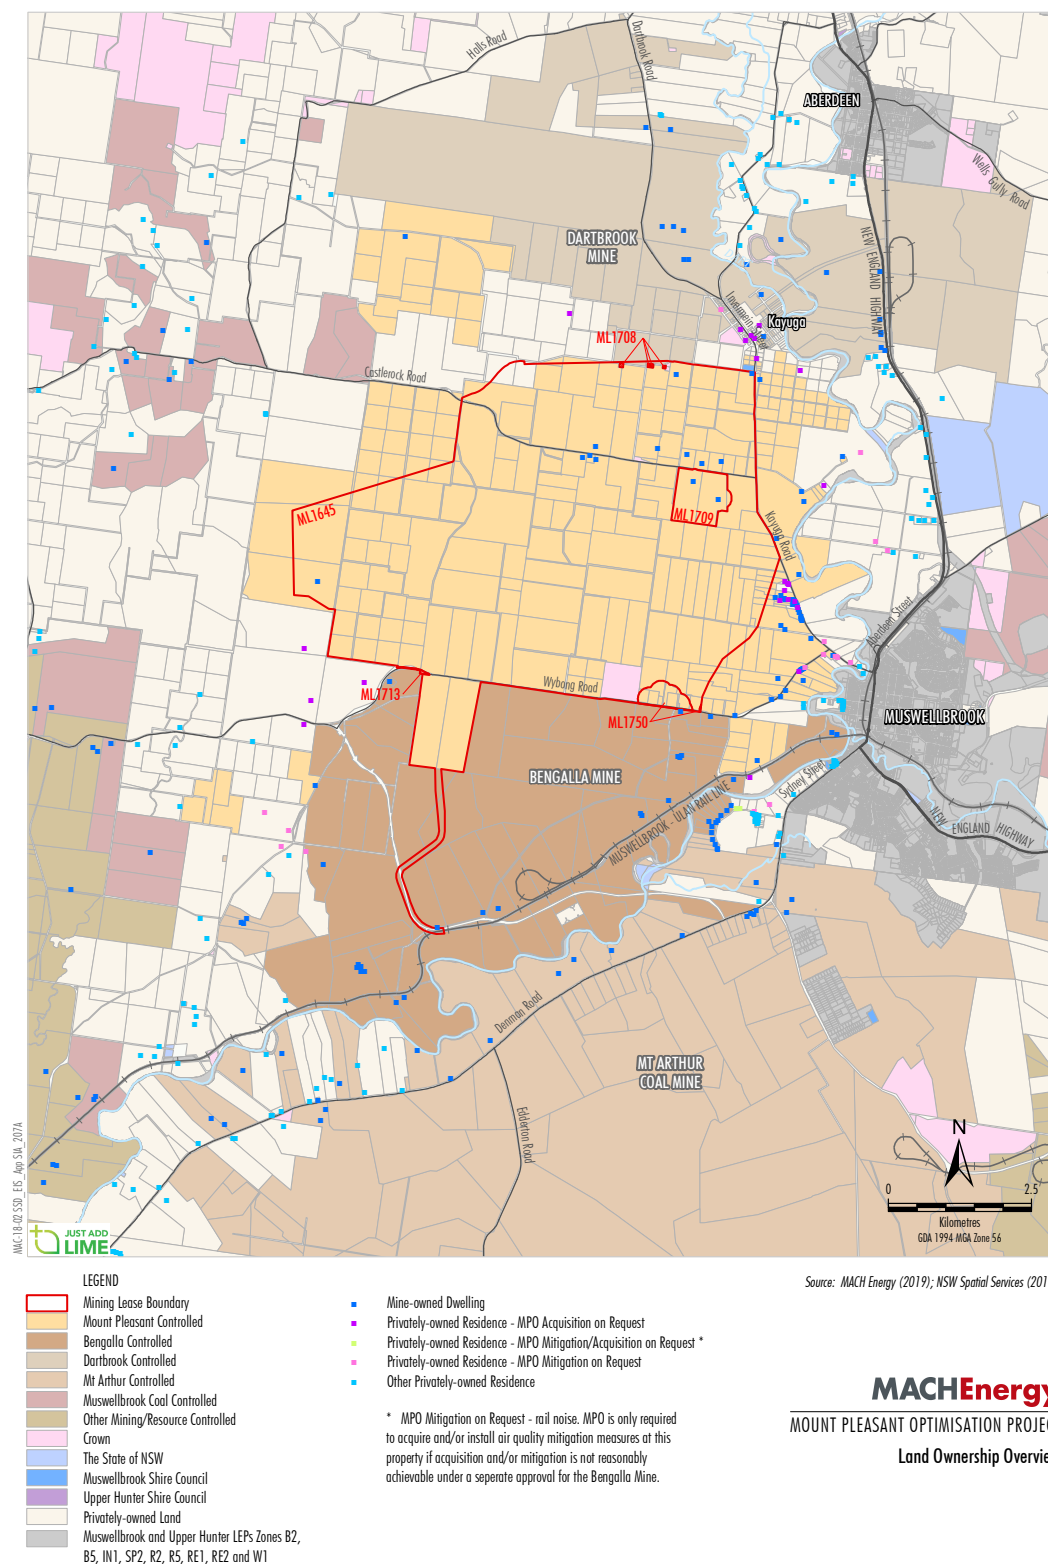 Halls Road
Dartbrook Road
ABERDEEN
Wells Gully Road
DARTBROOK
MINE
NEW ENGLAND HIGHWAY
Kayuga
ML1708
Castlerock Road
ML1645
ML1709
Kayuga Road
Aberdeen Street
Wybong Road
ML1713
ML1750
MUSWELLBROOK
BENGALLA MINE
Sydney Street
MUSWELLBROOK - ULAN RAIL LINE
NEW
ENGLAND HIGHWAY
Denman Road
MT ARTHUR
COAL MINE
Edderton Road
N
0
2.5
Kilometres
GDA 1994 MGA Zone 56
MAC-18-02 SSD_EIS_App SIA_207A
JUST ADD
LIME
LEGEND
Mining Lease Boundary
Mount Pleasant Controlled
Bengalla Controlled
Dartbrook Controlled
Mt Arthur Controlled
Muswellbrook Coal Controlled
Other Mining/Resource Controlled
Crown
The State of NSW
Muswellbrook Shire Council
Upper Hunter Shire Council
Privately-owned Land
Muswellbrook and Upper Hunter LEPs Zones B2,
B5, IN1, SP2, R2, R5, RE1, RE2 and W1
Mine-owned Dwelling
Privately-owned Residence - MPO Acquisition on Request
Privately-owned Residence - MPO Mitigation/Acquisition on Request *
Privately-owned Residence - MPO Mitigation on Request
Other Privately-owned Residence
* MPO Mitigation on Request - rail noise. MPO is only required
to acquire and/or install air quality mitigation measures at this
property if acquisition and/or mitigation is not reasonably
achievable under a seperate approval for the Bengalla Mine.
Source: MACH Energy (2019); NSW Spatial Services (201
MACHEnergy
MOUNT PLEASANT OPTIMISATION PROJE
Land Ownership Overvie